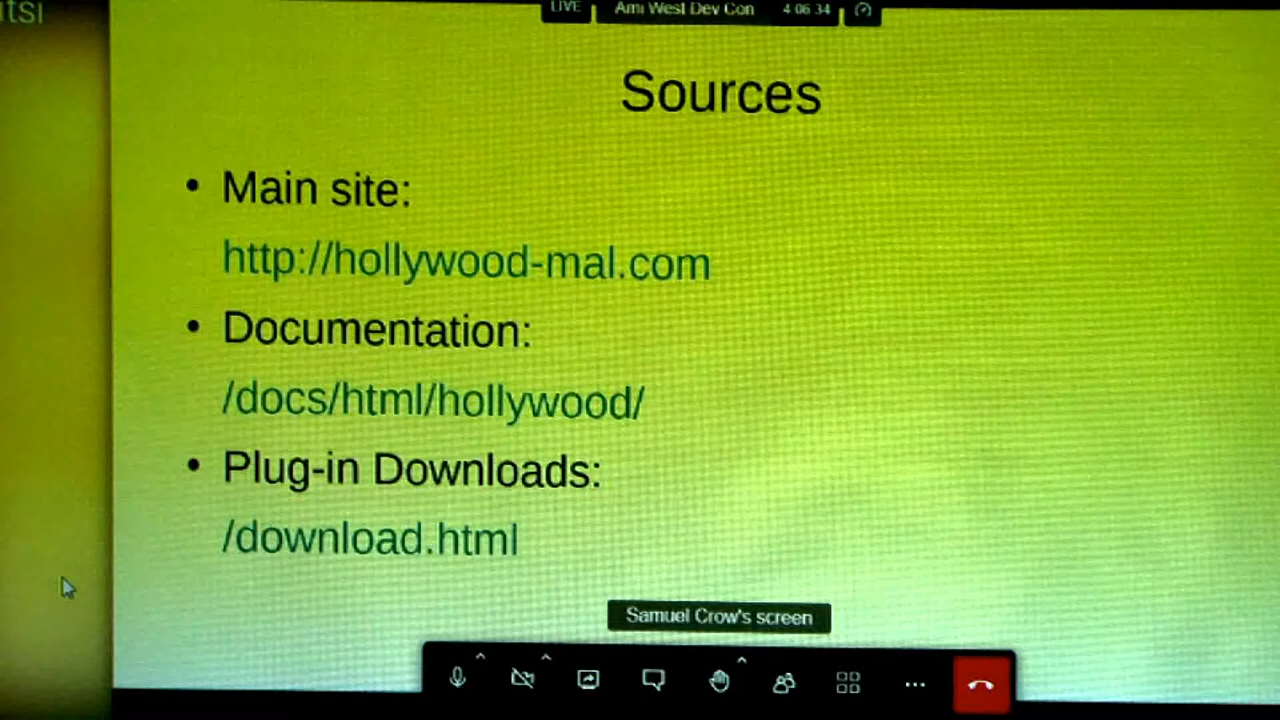 itsi
LIVE
Ami West Dev Con 4:06:34
Sources
• Main site:
http://hollywood-mal.com
• Documentation:
/docs/html/hollywood/
• Plug-in Downloads:
/download.html
Samuel Crow's screen